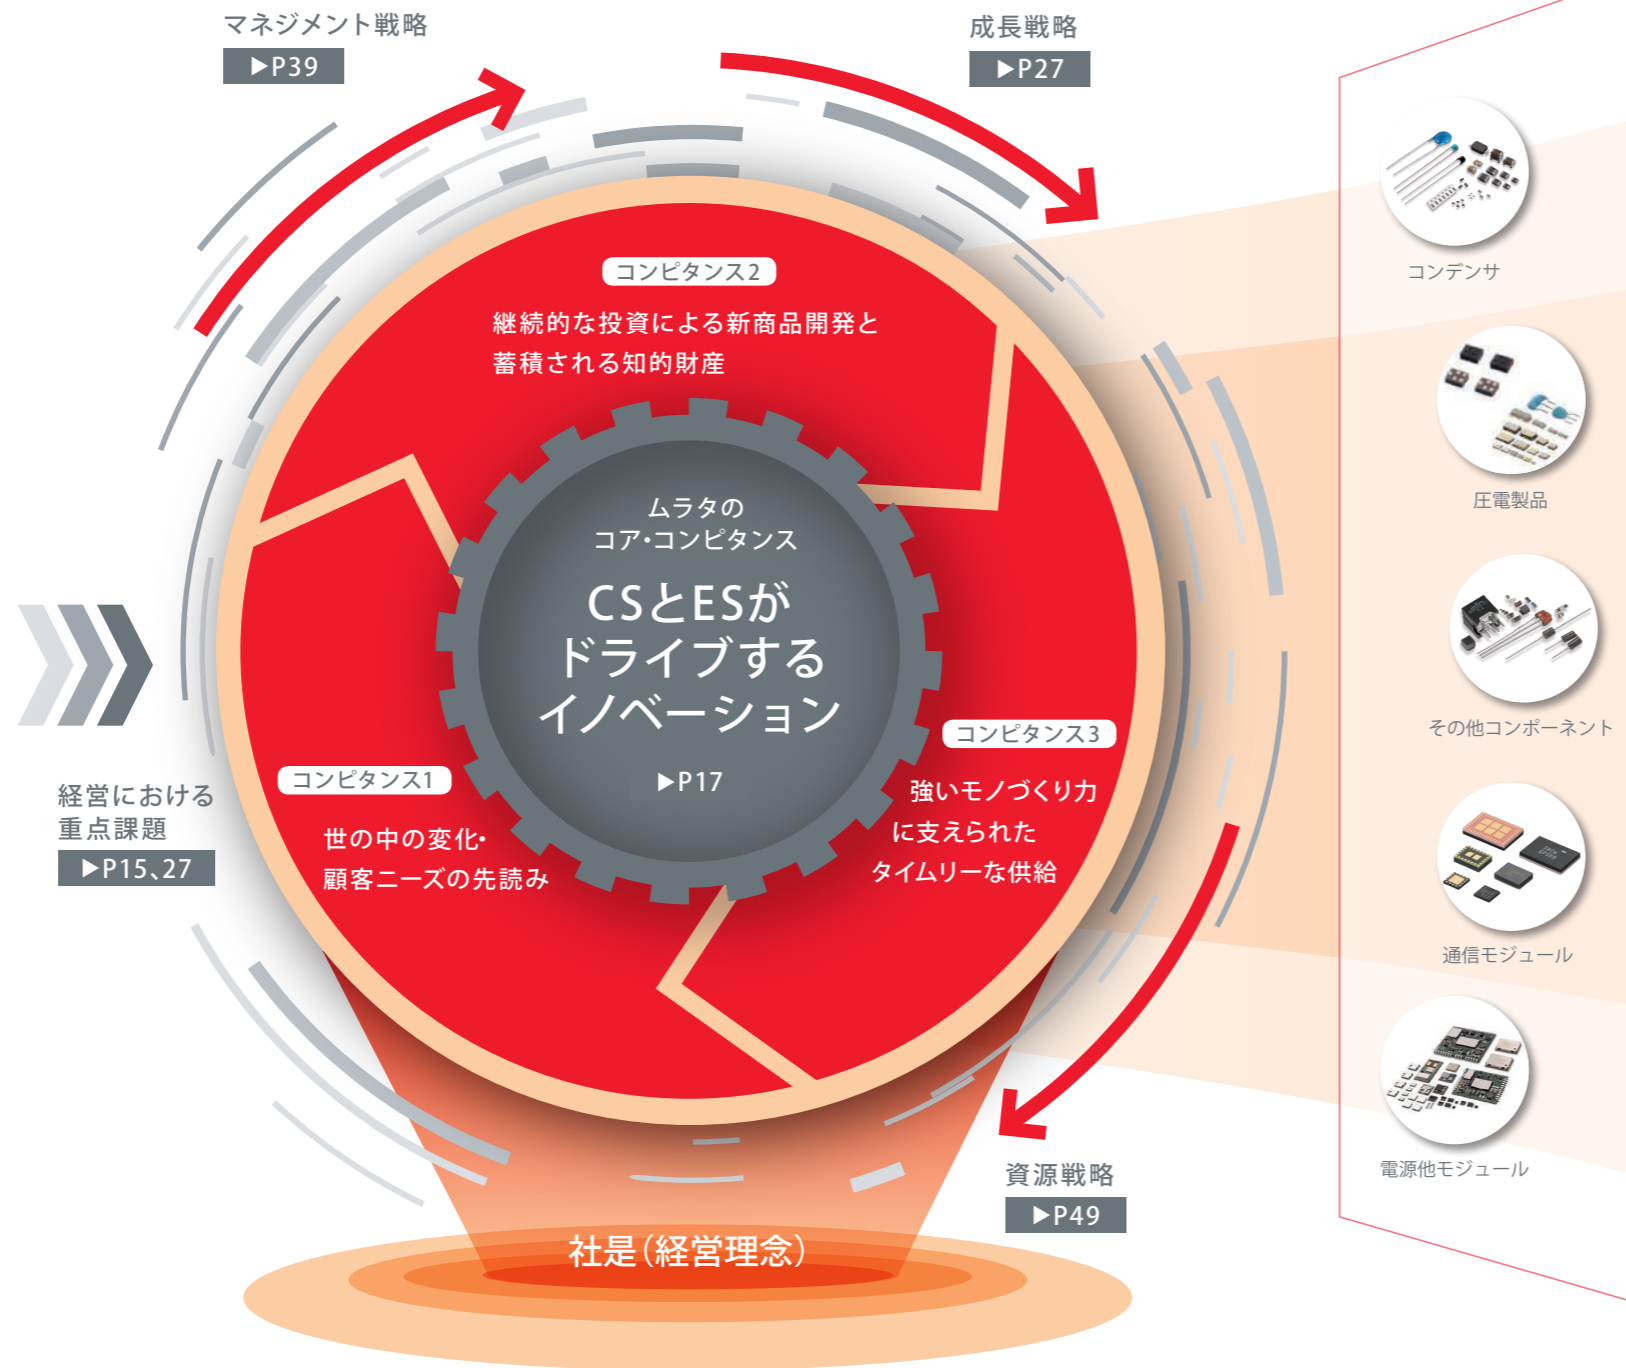 マネジメント戦略
▶P39
成長戦略
▶P27
コンピタンス2
継続的な投資による新商品開発と
蓄積される知的財産
ムラタの
コア・コンピタンス
CSとESが
ドライブする
イノベーション
▶P17
コンピタンス1
世の中の変化・
顧客ニーズの先読み
コンピタンス3
強いモノづくり力
に支えられた
タイムリーな供給
経営における
重点課題
▶P15、27
資源戦略
▶P49
社是（経営理念）
コンデンサ
圧電製品
その他コンポーネント
通信モジュール
電源他モジュール